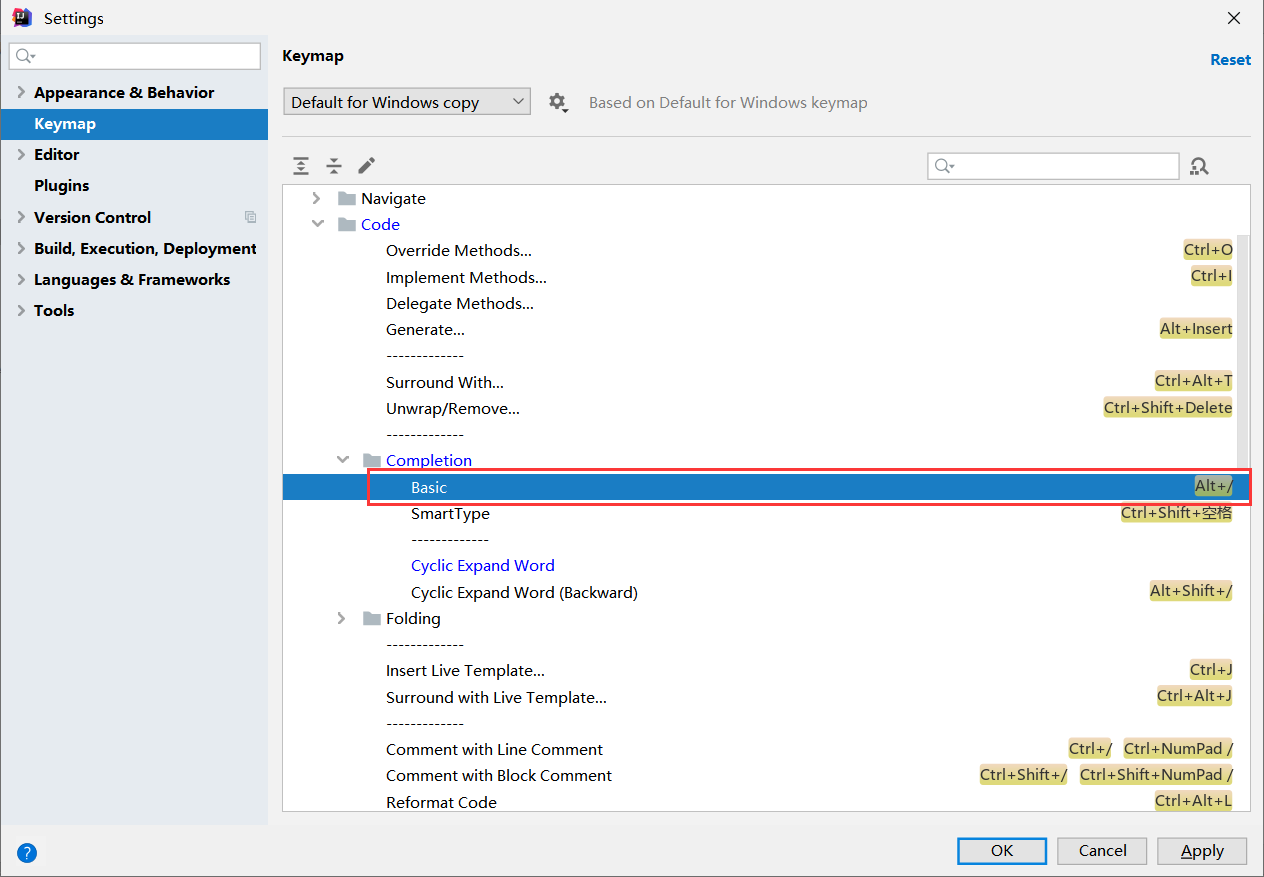 Settings
Appearance & Behavior
Keymap
Editor
Plugins
Version Control
Build, Execution, Deployment
Languages & Frameworks
Tools
Keymap
Reset
Default for Windows copy
Based on Default for Windows keymap
Navigate
Code
Override Methods... Ctrl+O
Implement Methods... Ctrl+I
Delegate Methods...
Generate... Alt+Insert
-------------
Surround With... Ctrl+Alt+T
Unwrap/Remove... Ctrl+Shift+Delete
-------------
Completion
Basic Alt+/
SmartType Ctrl+Shift+空格
-------------
Cyclic Expand Word
Cyclic Expand Word (Backward) Alt+Shift+/
Folding
-------------
Insert Live Template... Ctrl+J
Surround with Live Template... Ctrl+Alt+J
-------------
Comment with Line Comment Ctrl+/ Ctrl+NumPad /
Comment with Block Comment Ctrl+Shift+/ Ctrl+Shift+NumPad /
Reformat Code Ctrl+Alt+L
?
OK
Cancel
Apply